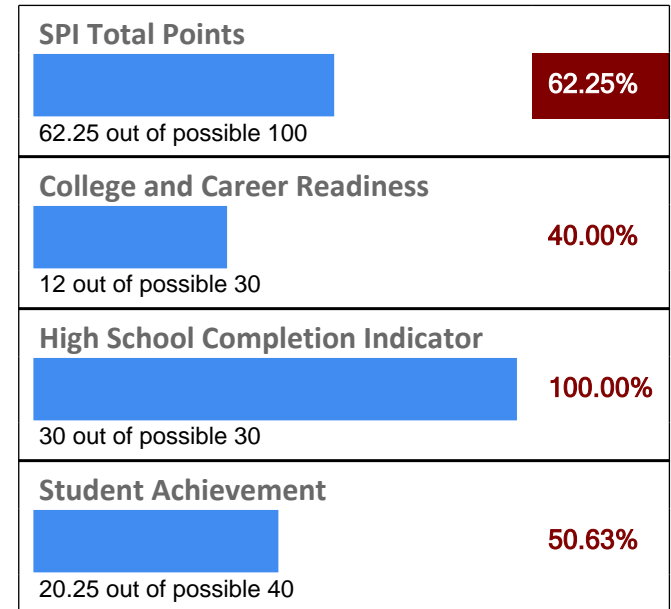 SPI Total Points
62.25%
62.25 out of possible 100
College and Career Readiness
40.00%
12 out of possible 30
High School Completion Indicator
100.00%
30 out of possible 30
Student Achievement
50.63%
20.25 out of possible 40